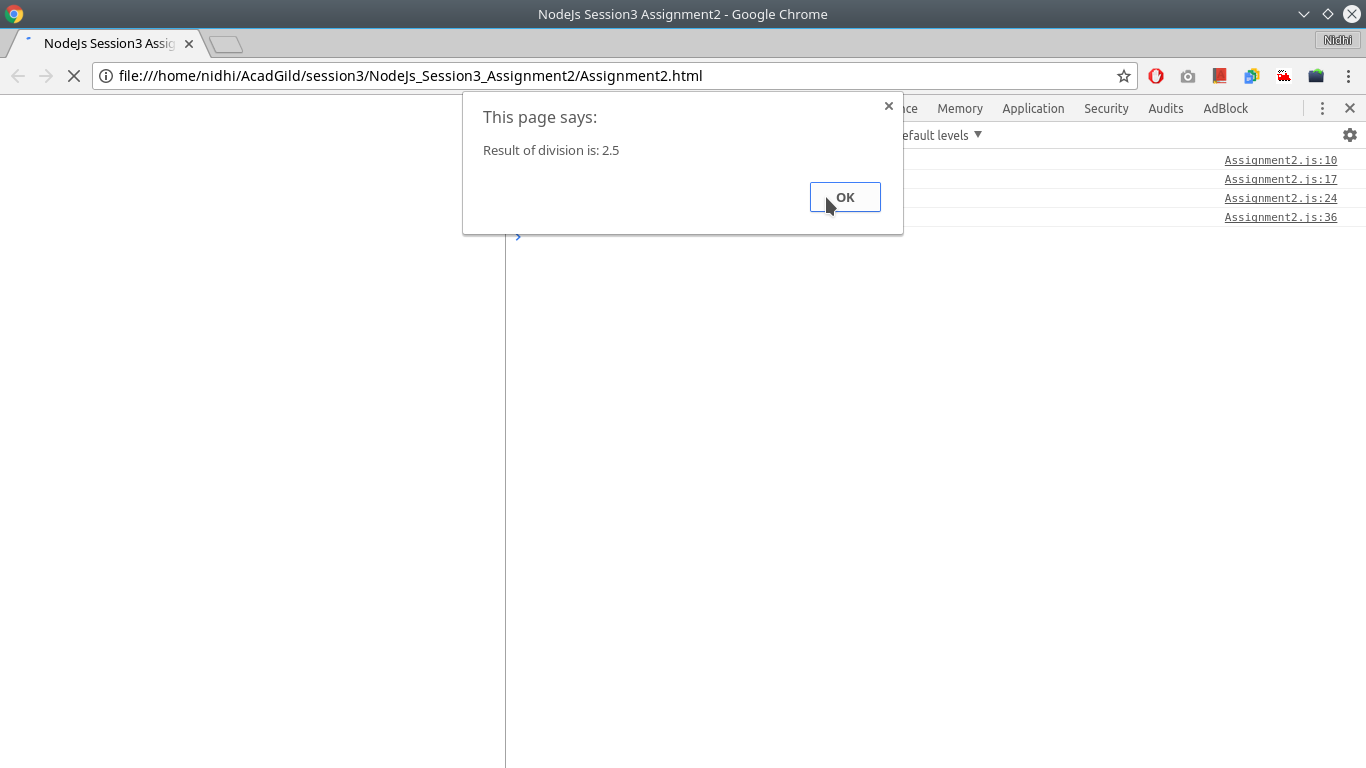 NodeJs Session3 Assignment2 - Google Chrome
NodeJs Session3 Assig
Nidhi
file:///home/nidhi/AcadGild/session3/NodeJs_Session3_Assignment2/Assignment2.html
This page says:
Result of division is: 2.5
OK
nce Memory Application Security Audits AdBlock
efault levels
Assignment2.js:10
Assignment2.js:17
Assignment2.js:24
Assignment2.js:36